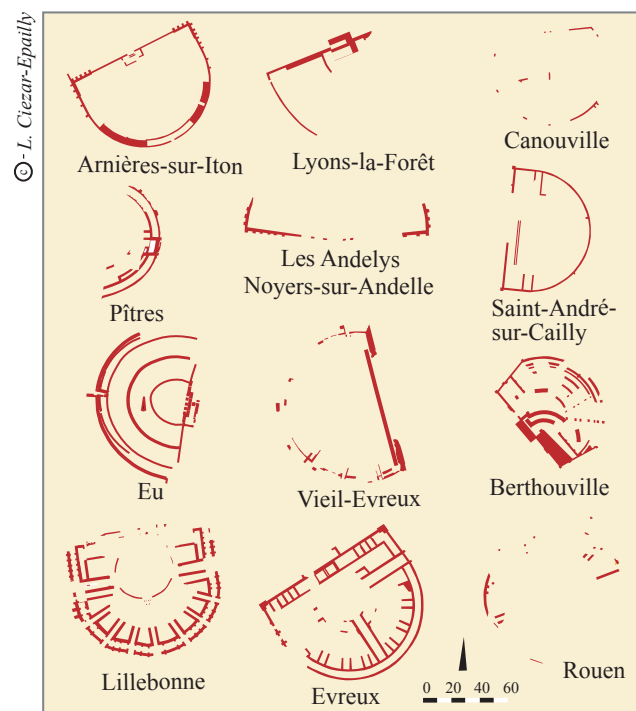 © - L. Ciezar-Epailly
Arnières-sur-Iton
Lyons-la-Forêt
Canouville
Pîtres
Les Andelys
Noyers-sur-Andelle
Saint-André-
sur-Cailly
Eu
Vieil-Evreux
Berthouville
Lillebonne
Evreux
Rouen
0 20 40 60